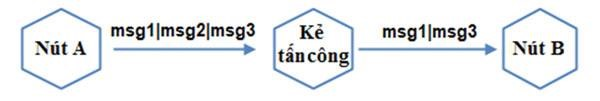 Nút A
msg1|msg2|msg3
Kẻ
tấn công
msg1|msg3
Nút B